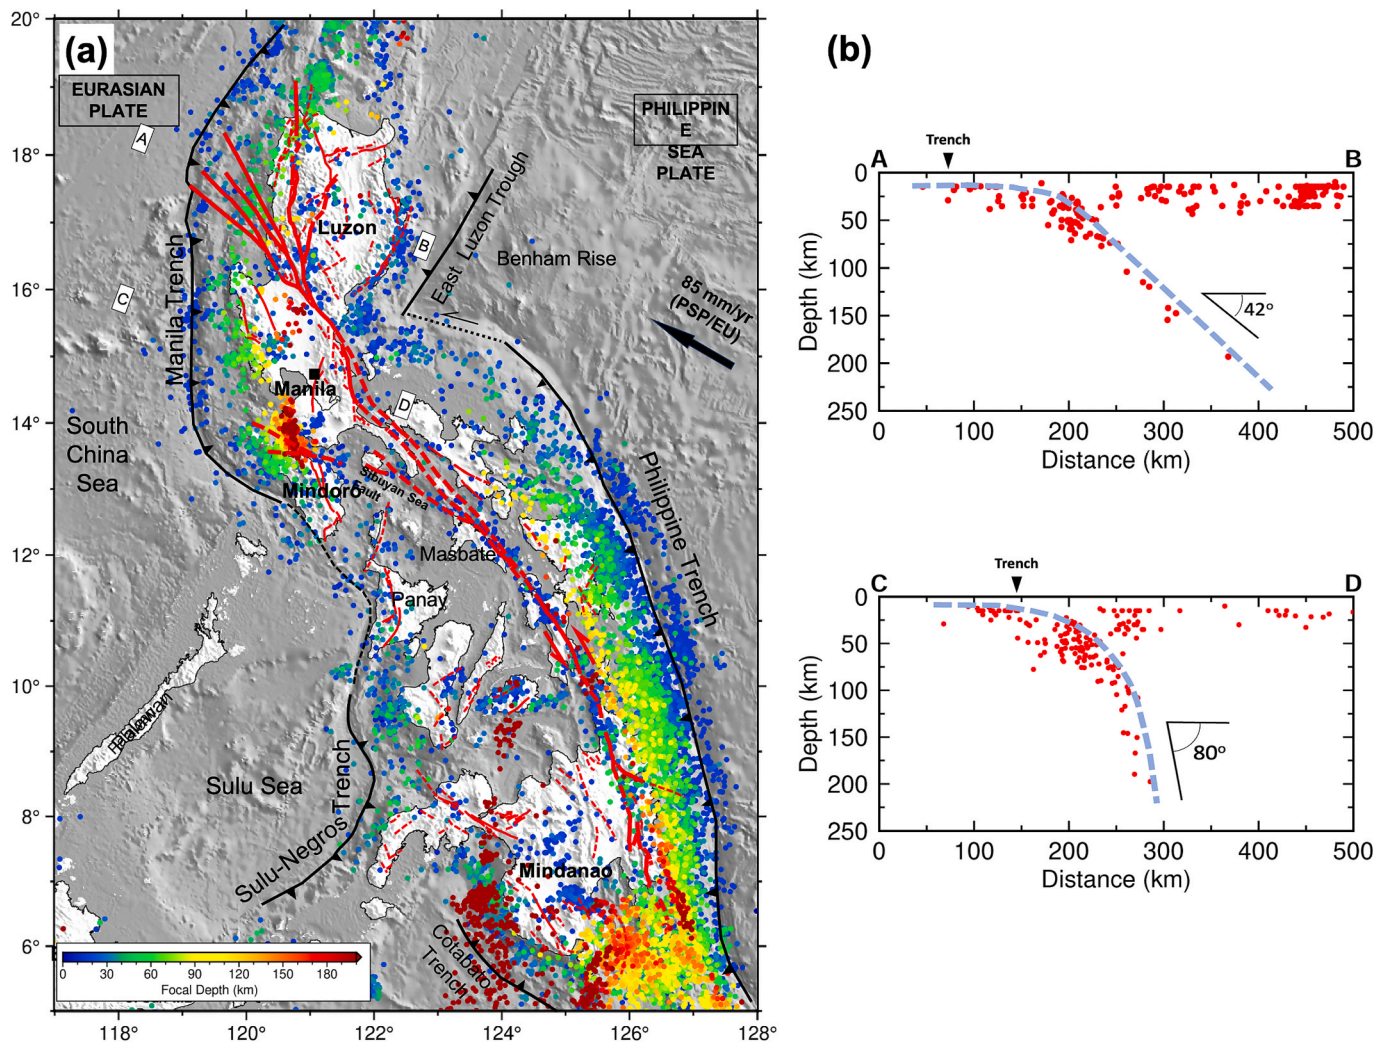 (a)
EURASIAN
PLATE
PHILIPPIN
E
SEA
PLATE
A
B
C
D
Luzon
East Luzon Trough
Benham Rise
85 mm/yr
(PSP/EU)
Manila Trench
Manila
South
China
Sea
Mindoro
Sibuyan Sea
Fault
Masbate
Panay
Philippine Trench
Sulu Sea
Sulu-Negros Trench
Mindanao
Cotabato
Trench
0 30 60 90 120 150 180
Focal Depth (km)
20°
18°
16°
14°
12°
10°
8°
6°
118° 120° 122° 124° 126° 128°
(b)
Trench
A B
0
50
100
150
200
250
Depth (km)
42°
0 100 200 300 400 500
Distance (km)
Trench
C D
0
50
100
150
200
250
Depth (km)
80°
0 100 200 300 400 500
Distance (km)